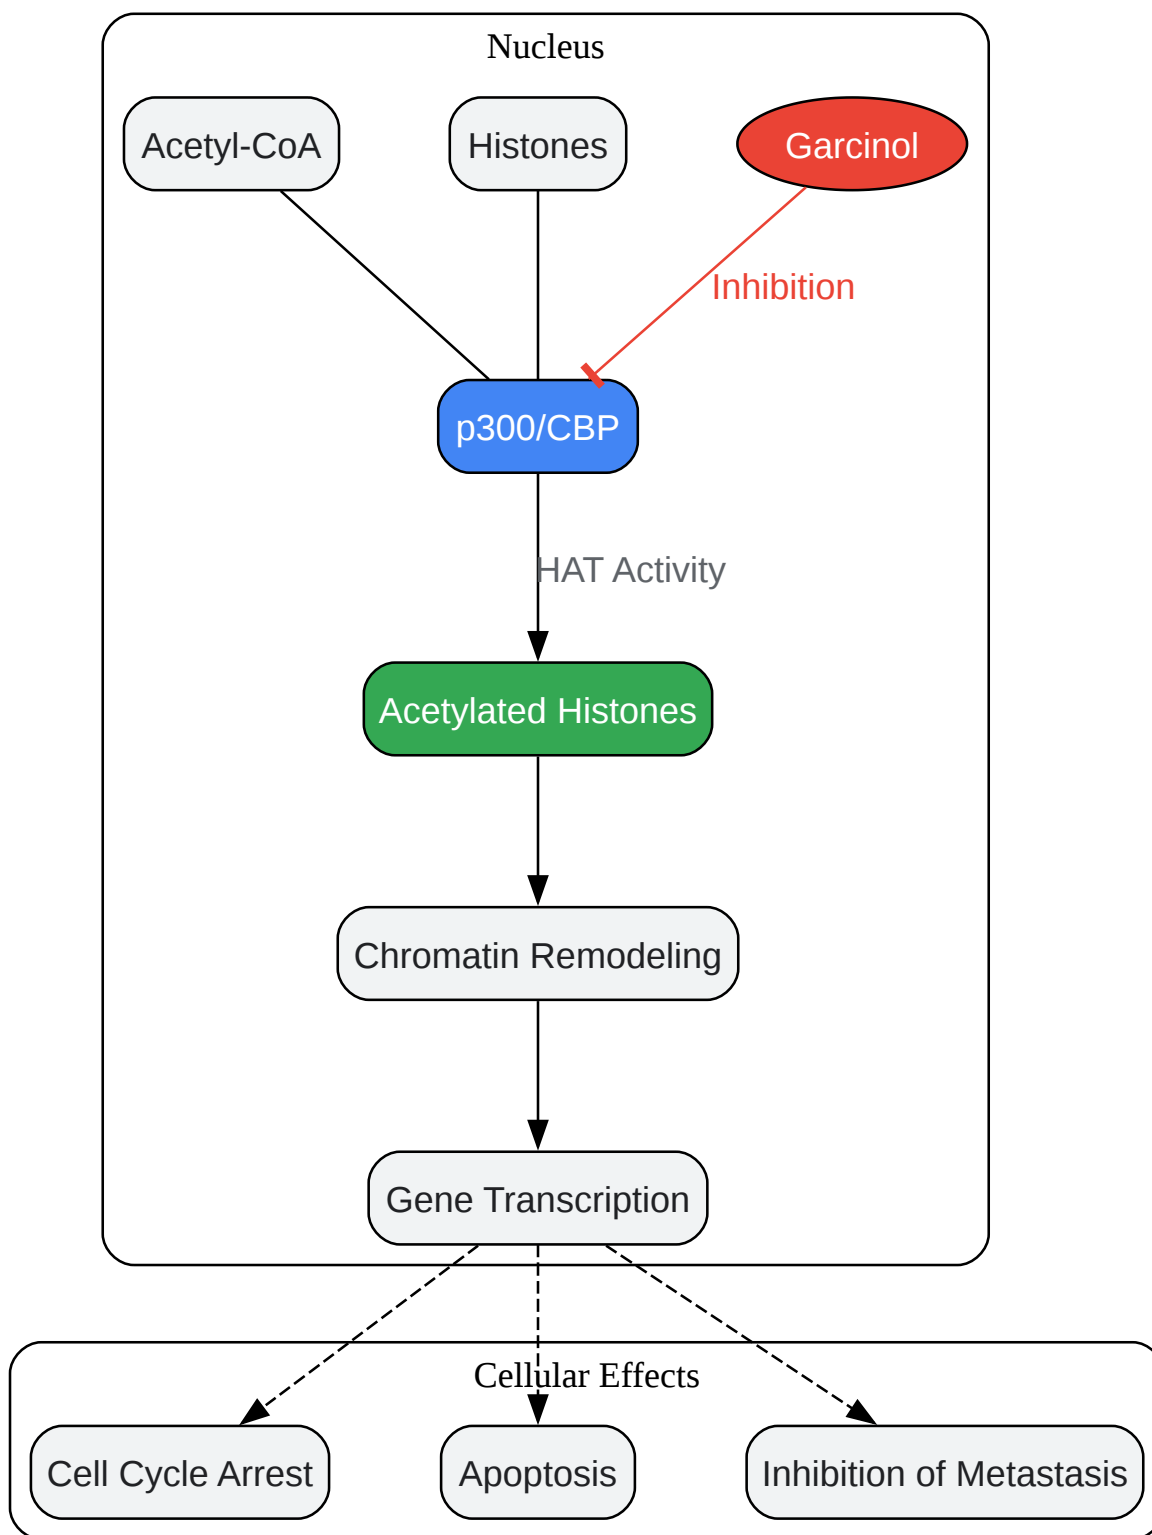 Nucleus
Acetyl-CoA
Histones
Garcinol
Inhibition
p300/CBP
HAT Activity
Acetylated Histones
Chromatin Remodeling
Gene Transcription
Cellular Effects
Cell Cycle Arrest
Apoptosis
Inhibition of Metastasis